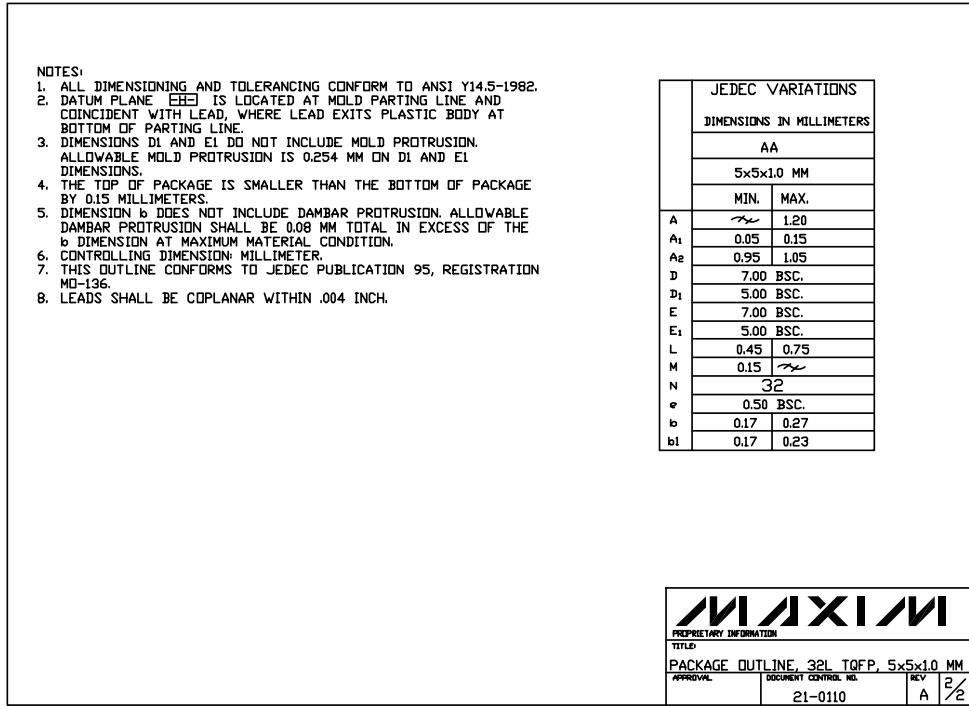 NOTES:
1. ALL DIMENSIONING AND TOLERANCING CONFORM TO ANSI Y14.5-1982.
2. DATUM PLANE -H- IS LOCATED AT MOLD PARTING LINE AND
COINCIDENT WITH LEAD, WHERE LEAD EXITS PLASTIC BODY AT
BOTTOM OF PARTING LINE.
3. DIMENSIONS D1 AND E1 DO NOT INCLUDE MOLD PROTRUSION.
ALLOWABLE MOLD PROTRUSION IS 0.254 MM ON D1 AND E1
DIMENSIONS.
4. THE TOP OF PACKAGE IS SMALLER THAN THE BOTTOM OF PACKAGE
BY 0.15 MILLIMETERS.
5. DIMENSION b DOES NOT INCLUDE DAMBAR PROTRUSION. ALLOWABLE
DAMBAR PROTRUSION SHALL BE 0.08 MM TOTAL IN EXCESS OF THE
b DIMENSION AT MAXIMUM MATERIAL CONDITION.
6. CONTROLLING DIMENSION: MILLIMETER.
7. THIS OUTLINE CONFORMS TO JEDEC PUBLICATION 95, REGISTRATION
MO-136.
8. LEADS SHALL BE COPLANAR WITHIN .004 INCH.
JEDEC VARIATIONS
DIMENSIONS IN MILLIMETERS
AA
5x5x1.0 MM
MIN. MAX.
A 1.20
A1 0.05 0.15
A2 0.95 1.05
D 7.00 BSC.
D1 5.00 BSC.
E 7.00 BSC.
E1 5.00 BSC.
L 0.45 0.75
M 0.15
N 32
e 0.50 BSC.
b 0.17 0.27
b1 0.17 0.23
MAXIM
PROPRIETARY INFORMATION
TITLE:
PACKAGE OUTLINE, 32L TQFP, 5x5x1.0 MM
APPROVAL DOCUMENT CONTROL NO. REV
21-0110 A 2/2